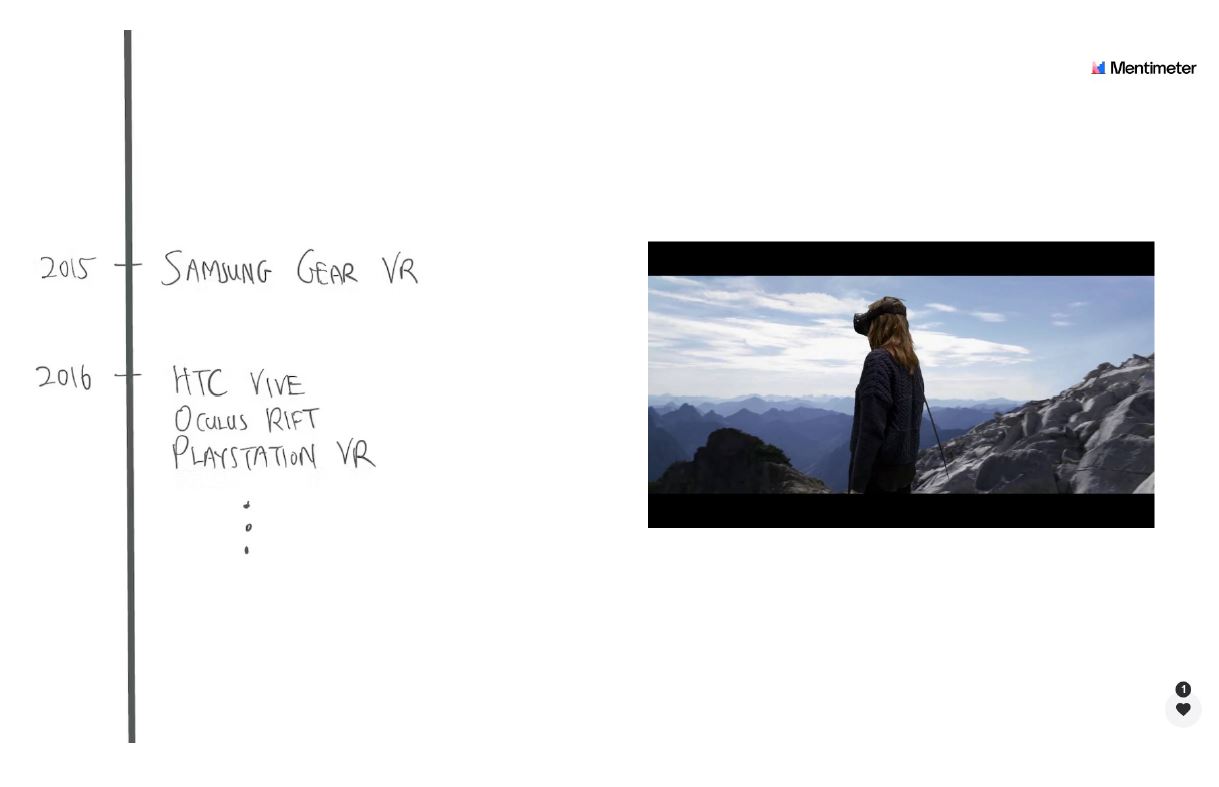 Mentimeter
2015 SAMSUNG GEAR VR
2016 HTC VIVE
OCULUS RIFT
PLAYSTATION VR
1